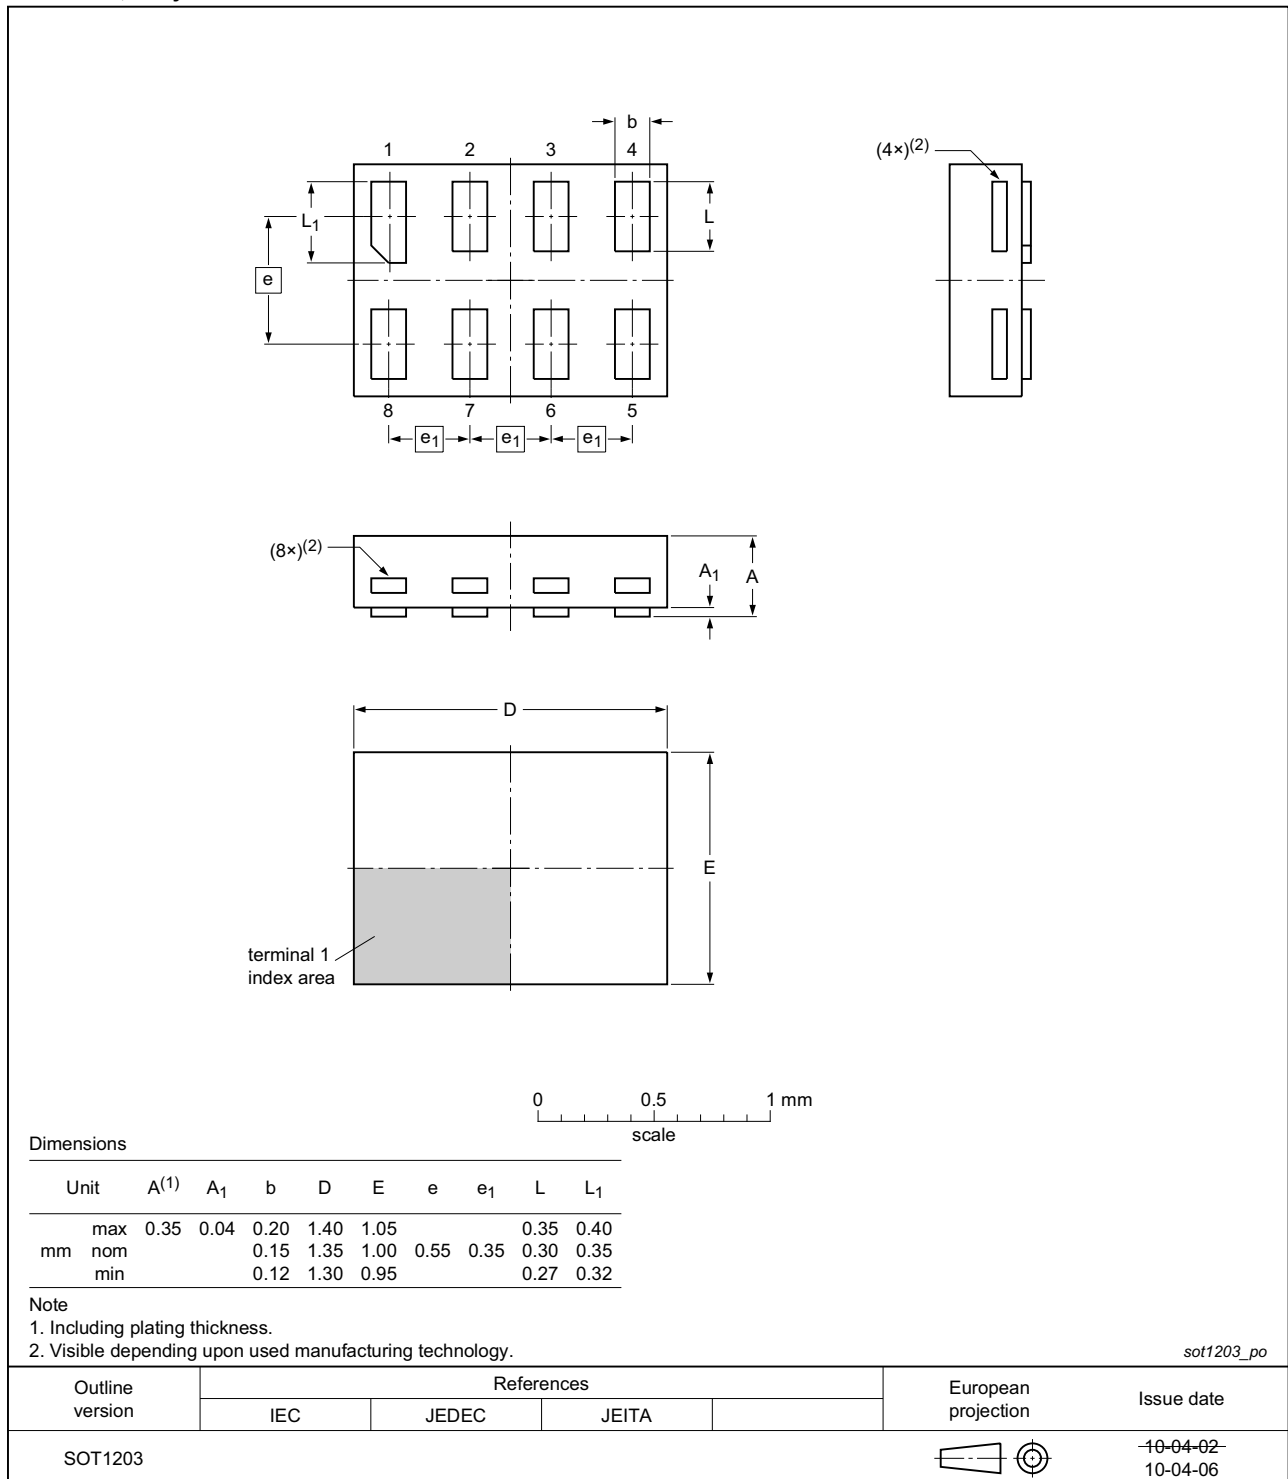 b
1 2 3 4
(4×)(2)
L1
L
e
8 7 6 5
e1 e1 e1
(8×)(2)
A1 A
D
E
terminal 1
index area
0 0.5 1 mm
scale
Dimensions
Unit A(1) A1 b D E e e1 L L1
max 0.35 0.04 0.20 1.40 1.05 0.35 0.40
mm nom 0.15 1.35 1.00 0.55 0.35 0.30 0.35
min 0.12 1.30 0.95 0.27 0.32
Note
1. Including plating thickness.
2. Visible depending upon used manufacturing technology.
sot1203_po
Outline
version
References
IEC JEDEC JEITA
European
projection
Issue date
SOT1203
10-04-02
10-04-06